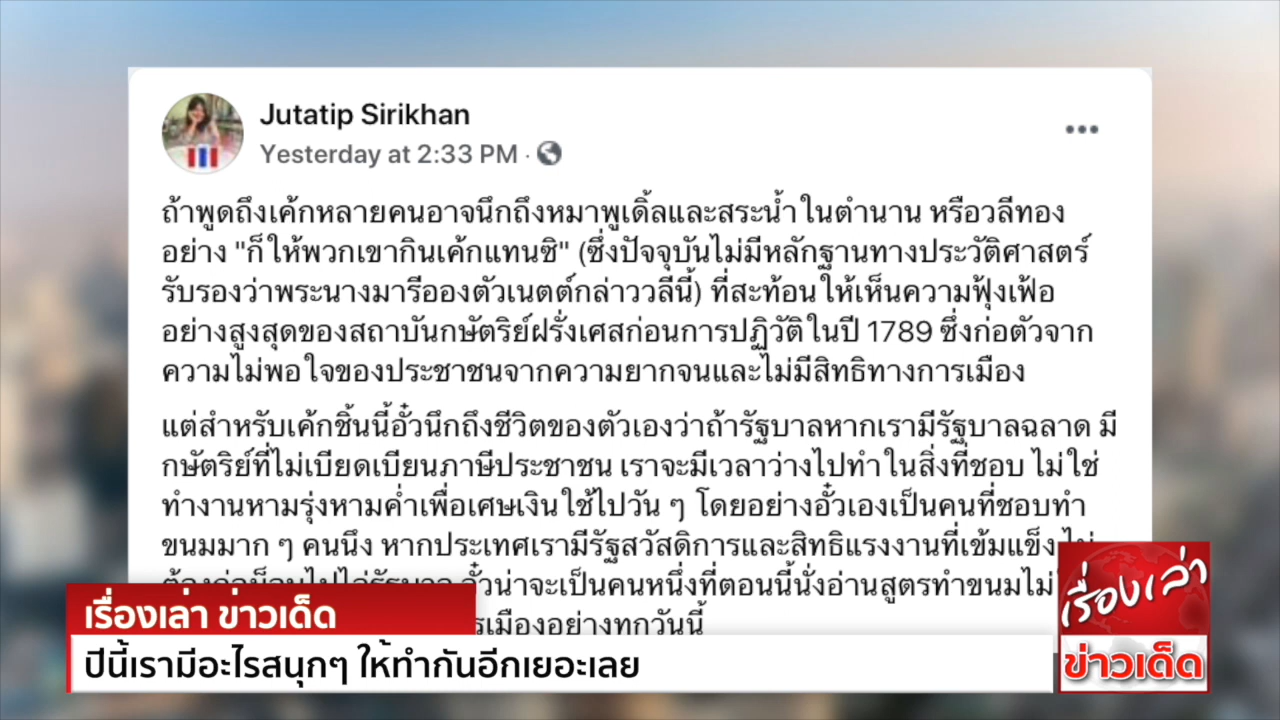 Jutatip Sirikhan
Yesterday at 2:33 PM ·
ถ้าพูดถึงเค้กหลายคนอาจนึกถึงหมาพูเดิ้ลและสระน้ำในตำนาน หรือวลีทอง
อย่าง "ก็ให้พวกเขากินเค้กแทนซิ" (ซึ่งปัจจุบันไม่มีหลักฐานทางประวัติศาสตร์
รับรองว่าพระนางมารีอองตัวเนตต์กล่าววลีนี้) ที่สะท้อนให้เห็นความฟุ้งเฟ้อ
อย่างสูงสุดของสถาบันกษัตริย์ฝรั่งเศสก่อนการปฏิวัติในปี 1789 ซึ่งก่อตัวจาก
ความไม่พอใจของประชาชนจากความยากจนและไม่มีสิทธิทางการเมือง
แต่สำหรับเค้กชิ้นนี้อั๋วนึกถึงชีวิตของตัวเองว่าถ้ารัฐบาลหากเรามีรัฐบาลฉลาด มี
กษัตริย์ที่ไม่เบียดเบียนภาษีประชาชน เราจะมีเวลาว่างไปทำในสิ่งที่ชอบ ไม่ใช่
ทำงานหามรุ่งหามค่ำเพื่อเศษเงินใช้ไปวัน ๆ โดยอย่างอั๋วเองเป็นคนที่ชอบทำ
ขนมมาก ๆ คนนึง หากประเทศเรามีรัฐสวัสดิการและสิทธิแรงงานที่เข้มแข็ง
อั๋วน่าจะเป็นคนหนึ่งที่ตอนนี้นั่งอ่านสูตรทำขนมไม่
เมืองอย่างทุกวันนี้
เรื่องเล่า ข่าวเด็ด
ปีนี้เรามีอะไรสนุกๆ ให้ทำกันอีกเยอะเลย
เรื่องเล่า
ข่าวเด็ด